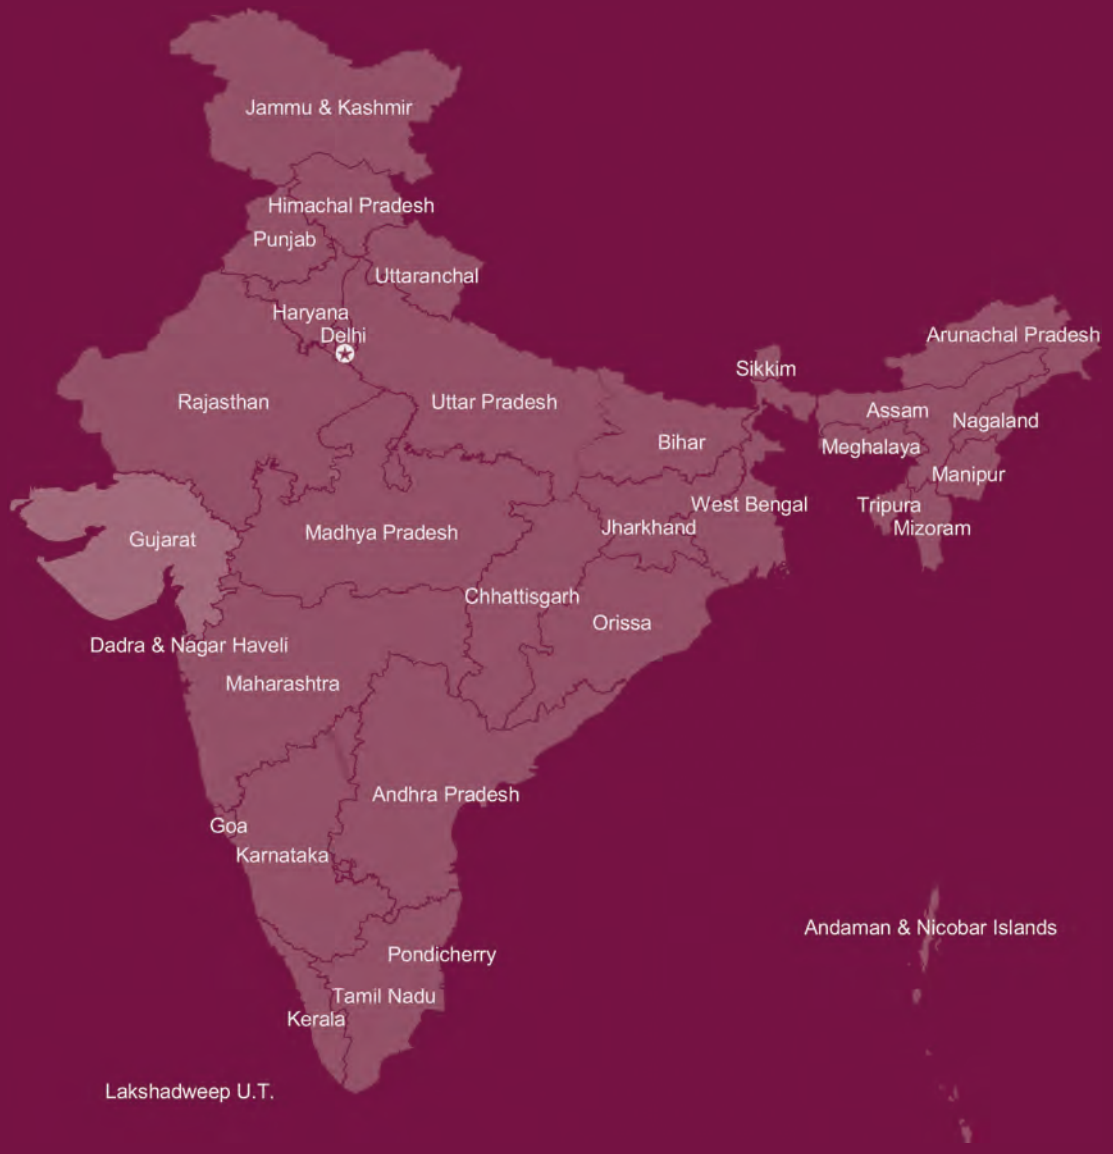 Jammu & Kashmir
Himachal Pradesh
Punjab
Uttaranchal
Haryana
Delhi
Arunachal Pradesh
Sikkim
Rajasthan
Uttar Pradesh
Assam
Nagaland
Bihar
Meghalaya
Manipur
West Bengal
Tripura
Jharkhand
Mizoram
Madhya Pradesh
Gujarat
Chhattisgarh
Orissa
Dadra & Nagar Haveli
Maharashtra
Andhra Pradesh
Goa
Karnataka
Andaman & Nicobar Islands
Pondicherry
Tamil Nadu
Kerala
Lakshadweep U.T.